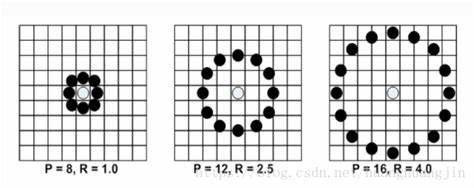 P = 8, R = 1.0
P = 12, R = 2.5
P = 16, R = 4.0